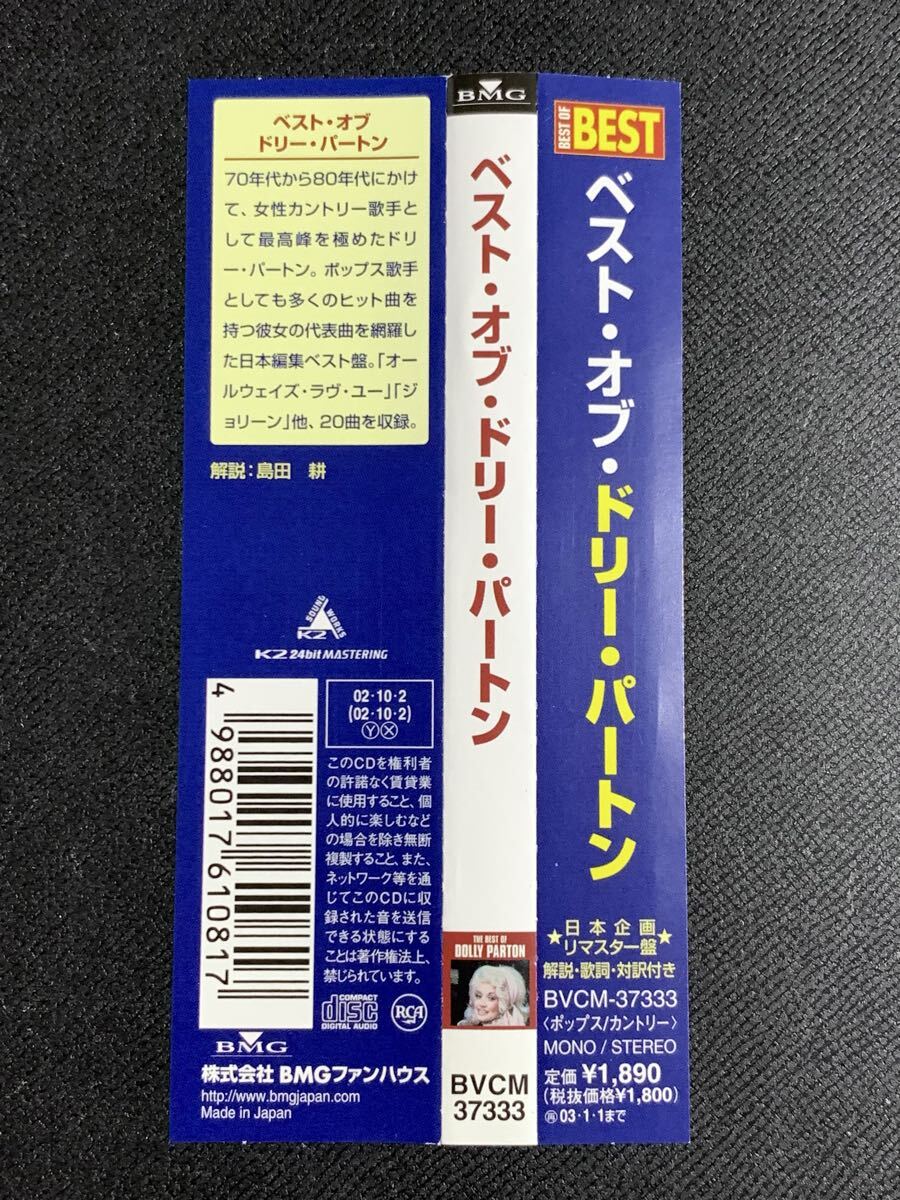 ベスト・オブ
ドリー・パートン
70年代から80年代にかけ
て、女性カントリー歌手と
して最高峰を極めたドリ
ー・パートン。ポップス歌手
としても多くのヒット曲を
持つ彼女の代表曲を網羅し
た日本編集ベスト盤。「オー
ルウェイズ・ラヴ・ユー」「ジ
ョリーン」他、20曲を収録。
解説：島田　耕
SOUND WORKS
K2
K2 24bit MASTERING
4 988017 610817
02・10・2
(02・10・2)
Ⓨ Ⓧ
このCDを権利者
の許諾なく賃貸業
に使用すること、個
人的に楽しむなど
の場合を除き無断
複製すること、また、
ネットワーク等を通
じてこのCDに収
録された音を送信
できる状態にする
ことは著作権法上、
禁じられています。
COMPACT
disc
DIGITAL AUDIO
RCA
BMG
株式会社 BMGファンハウス
http://www.bmgjapan.com
Made in Japan
BMG
ベスト・オブ・ドリー・パートン
THE BEST OF
DOLLY PARTON
BVCM
37333
BEST OF
BEST
ベスト・オブ・ドリー・パートン
★日本企画★
リマスター盤
解説・歌詞・対訳付き
BVCM-37333
〈ポップス/カントリー〉
MONO / STEREO
定価 ¥1,890
(税抜価格¥1,800)
㊢03・1・1まで